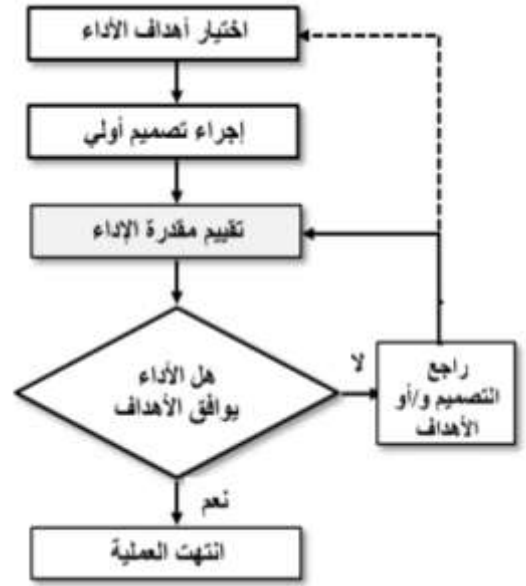 اختيار أهداف الأداء
إجراء تصميم أولي
تقييم مقدرة الإداء
هل الأداء
يوافق الأهداف
لا
راجع
التصميم و/أو
الأهداف
نعم
انتهت العملية